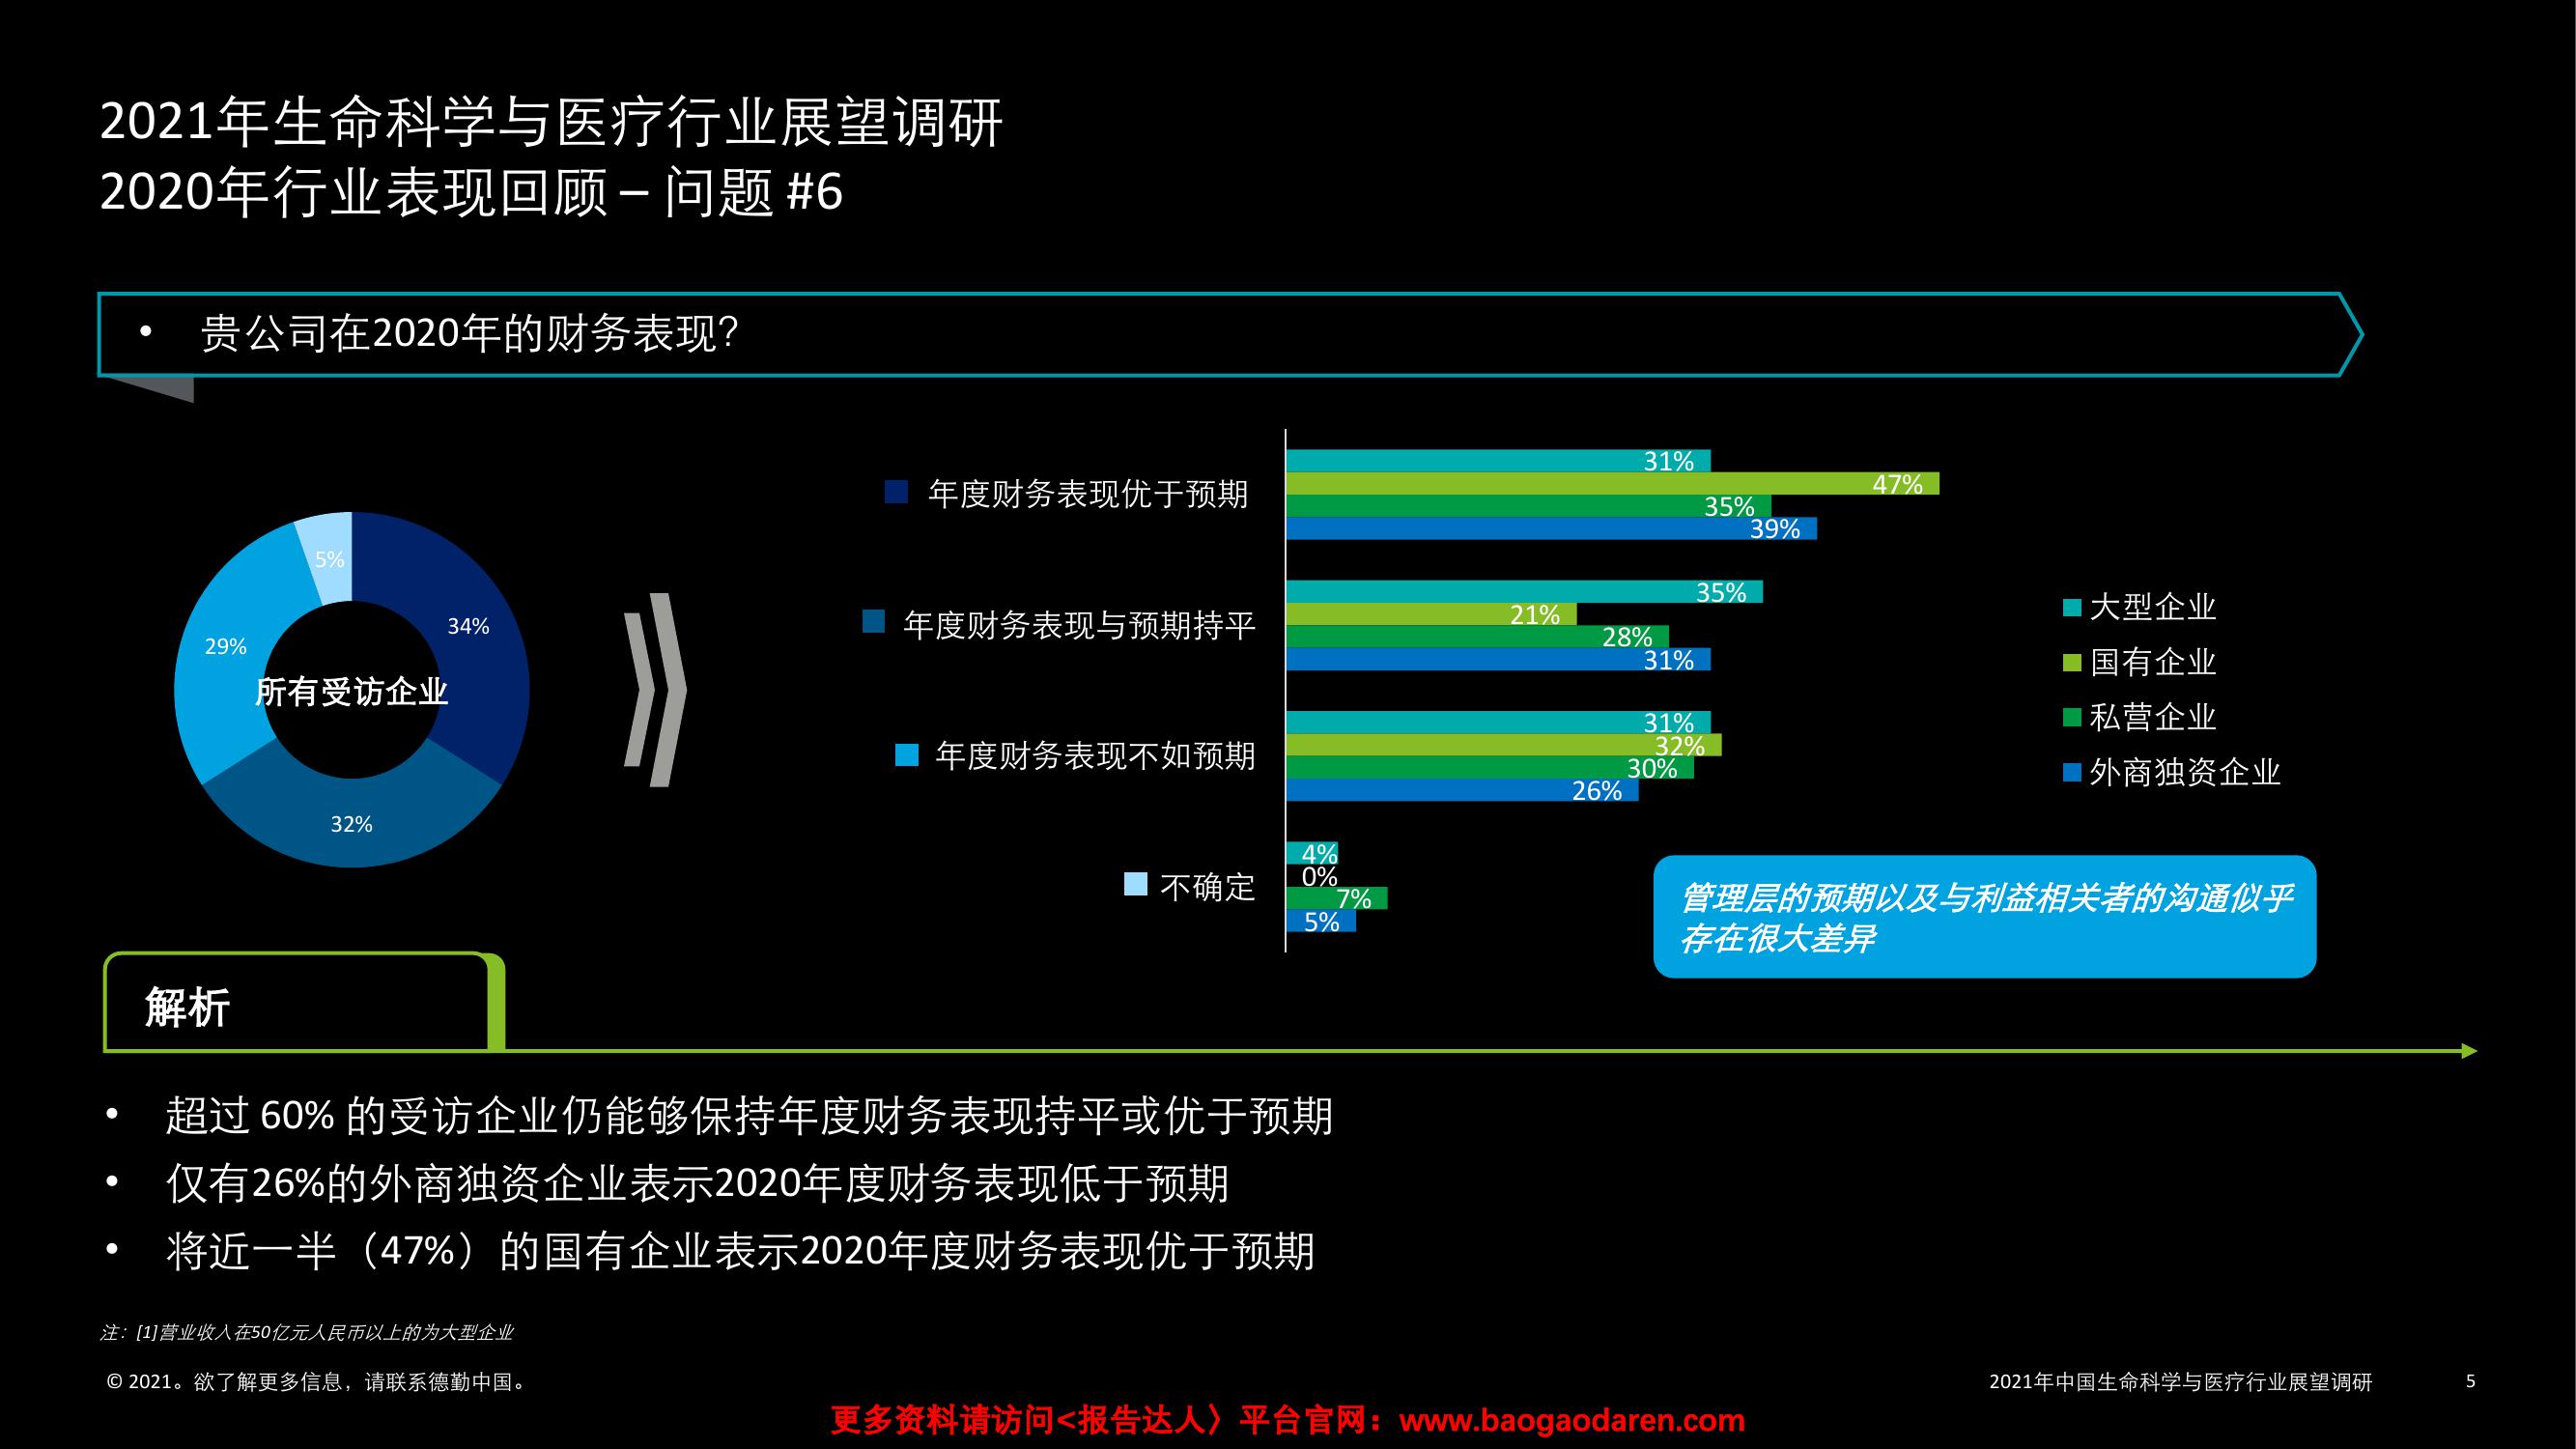 2021年生命科学与医疗行业展望调研
2020年行业表现回顾 – 问题 #6
• 贵公司在2020年的财务表现？
5%
34%
29%
所有受访企业
32%
年度财务表现优于预期
31%
47%
35%
39%
年度财务表现与预期持平
35%
21%
28%
31%
年度财务表现不如预期
31%
32%
30%
26%
不确定
4%
0%
7%
5%
大型企业
国有企业
私营企业
外商独资企业
管理层的预期以及与利益相关者的沟通似乎
存在很大差异
解析
• 超过 60% 的受访企业仍能够保持年度财务表现持平或优于预期
• 仅有26%的外商独资企业表示2020年度财务表现低于预期
• 将近一半（47%）的国有企业表示2020年度财务表现优于预期
注：[1]营业收入在50亿元人民币以上的为大型企业
© 2021。欲了解更多信息，请联系德勤中国。
2021年中国生命科学与医疗行业展望调研 5
更多资料请访问<报告达人〉平台官网：www.baogaodaren.com